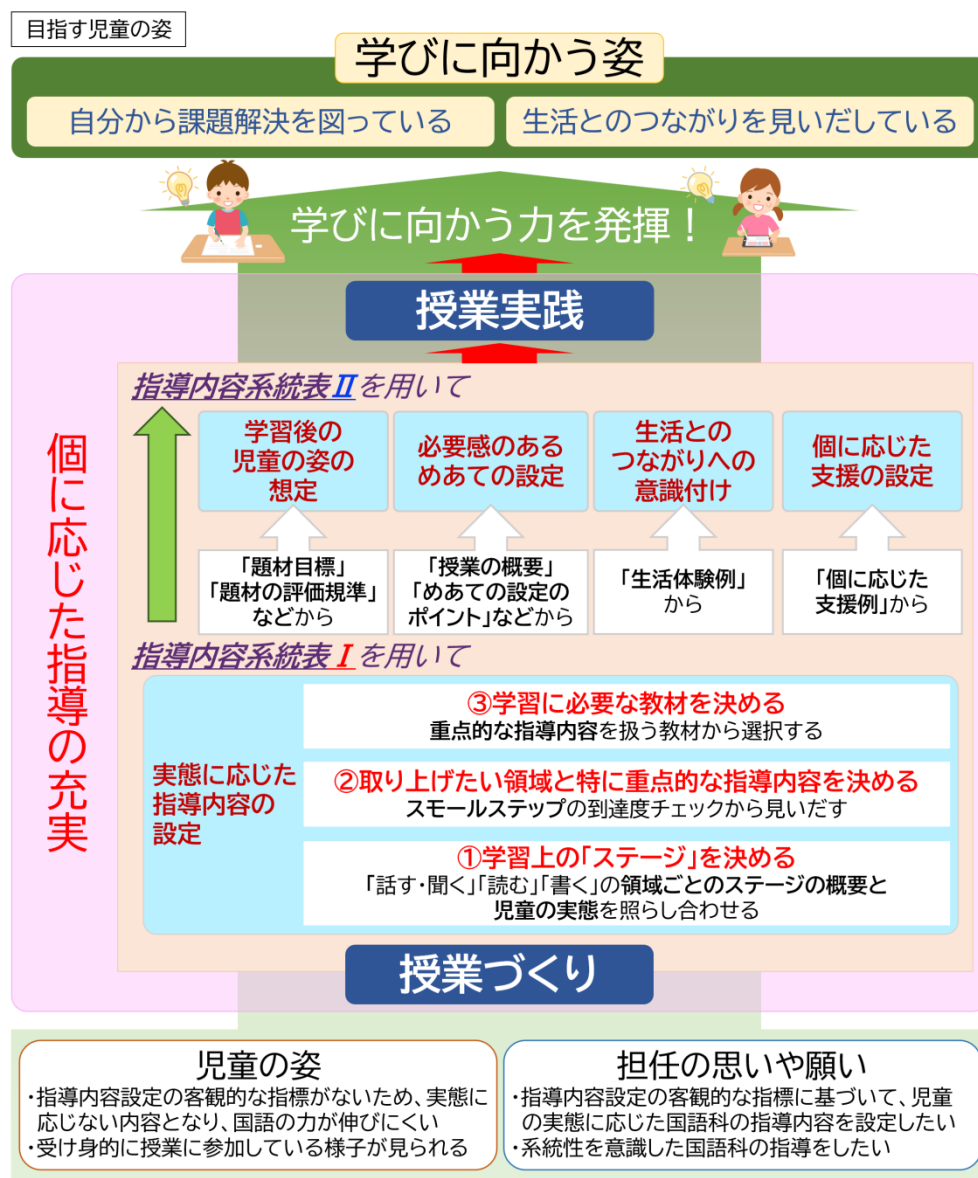 目指す児童の姿
学びに向かう姿
自分から課題解決を図っている
生活とのつながりを見いだしている
学びに向かう力を発揮！
授業実践
個に応じた指導の充実
指導内容系統表Ⅱを用いて
学習後の
児童の姿の
想定
必要感のある
めあての設定
生活との
つながりへの
意識付け
個に応じた
支援の設定
「題材目標」
「題材の評価規準」
などから
「授業の概要」
「めあての設定の
ポイント」などから
「生活体験例」
から
「個に応じた
支援例」から
指導内容系統表Ⅰを用いて
実態に応じた
指導内容の
設定
③学習に必要な教材を決める
重点的な指導内容を扱う教材から選択する
②取り上げたい領域と特に重点的な指導内容を決める
スモールステップの到達度チェックから見いだす
①学習上の「ステージ」を決める
「話す・聞く」「読む」「書く」の領域ごとのステージの概要と
児童の実態を照らし合わせる
授業づくり
児童の姿
・指導内容設定の客観的な指標がないため、実態に
応じない内容となり、国語の力が伸びにくい
・受け身的に授業に参加している様子が見られる
担任の思いや願い
・指導内容設定の客観的な指標に基づいて、児童
の実態に応じた国語科の指導内容を設定したい
・系統性を意識した国語科の指導をしたい